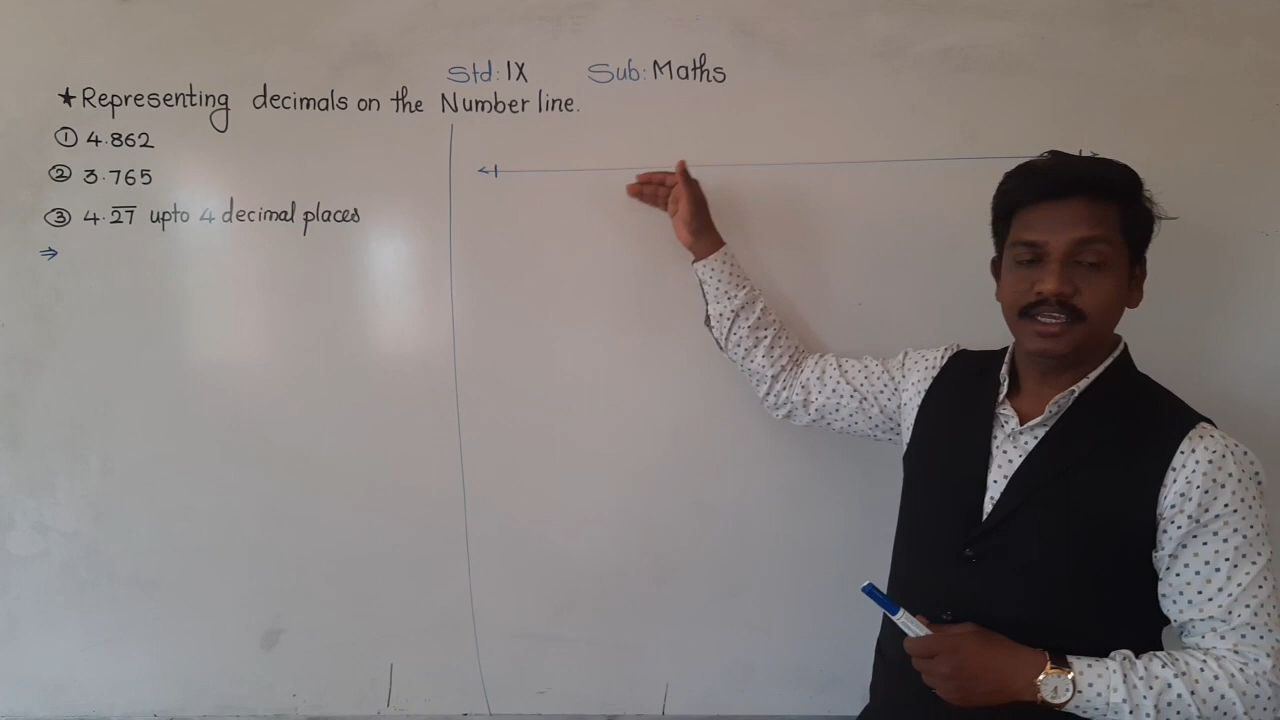 Std: IX Sub: Maths
★ Representing decimals on the Number line.
① 4.862
② 3.765
③ 4.2̅7̅ upto 4 decimal places
⇒